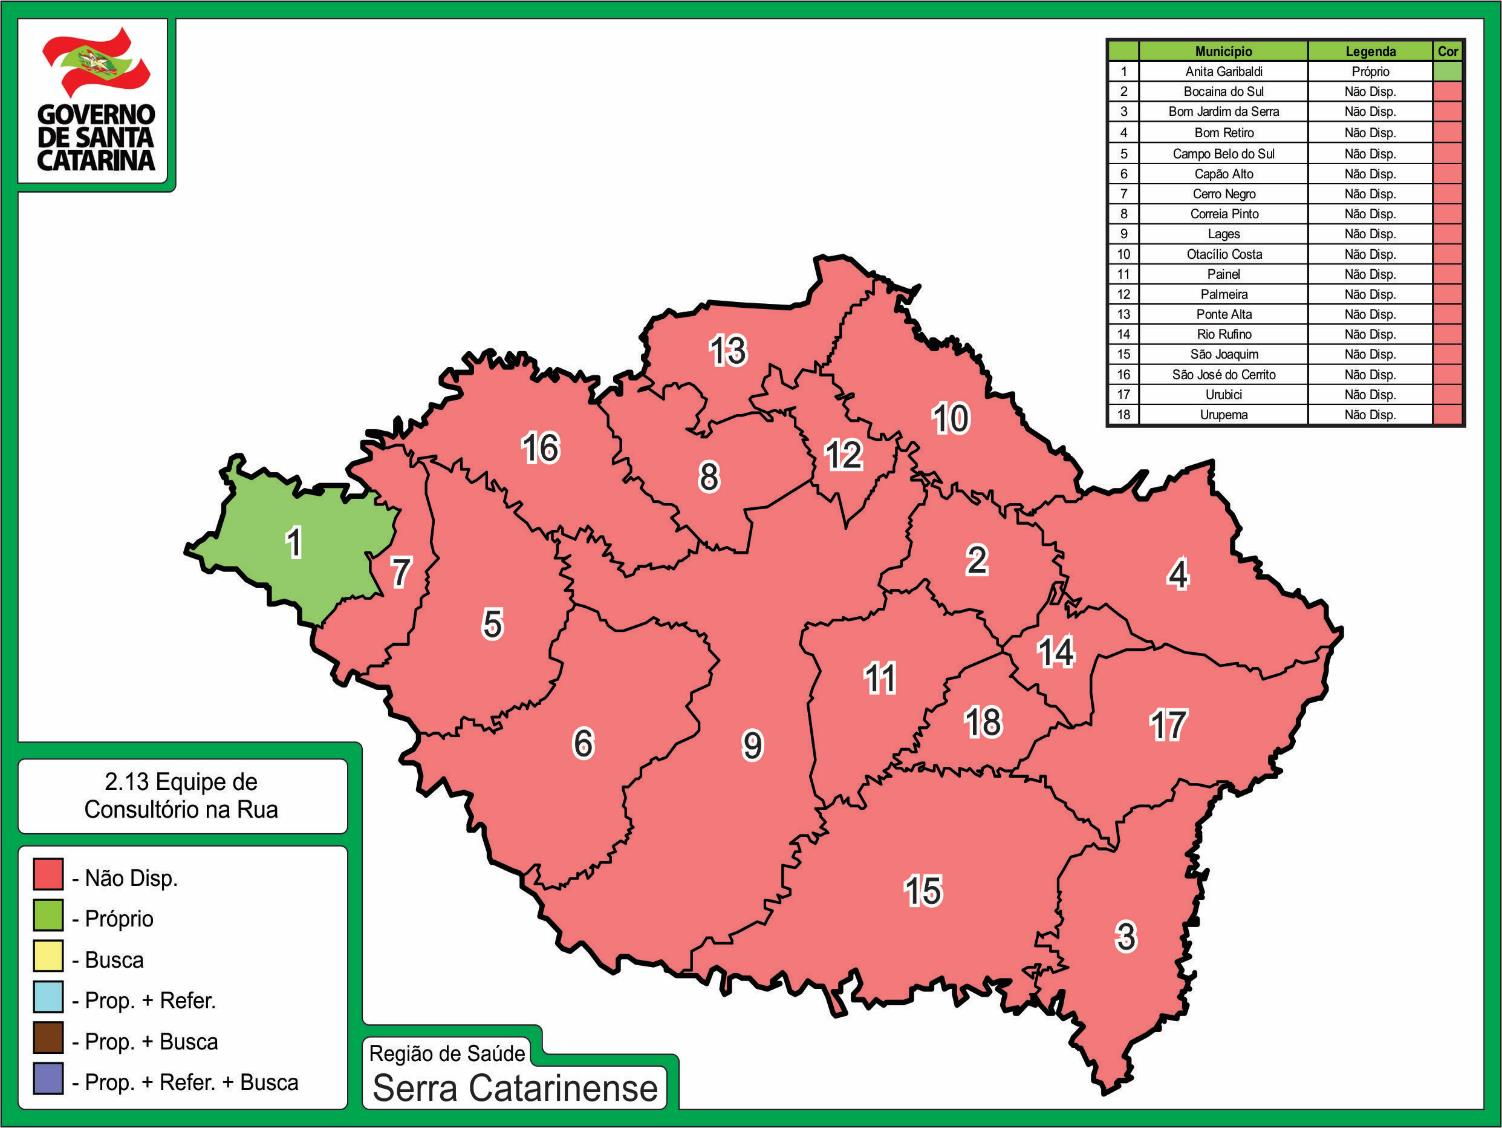 GOVERNO
DE SANTA
CATARINA
Município Legenda Cor
1 Anita Garibaldi Próprio
2 Bocaina do Sul Não Disp.
3 Bom Jardim da Serra Não Disp.
4 Bom Retiro Não Disp.
5 Campo Belo do Sul Não Disp.
6 Capão Alto Não Disp.
7 Cerro Negro Não Disp.
8 Correia Pinto Não Disp.
9 Lages Não Disp.
10 Otacílio Costa Não Disp.
11 Painel Não Disp.
12 Palmeira Não Disp.
13 Ponte Alta Não Disp.
14 Rio Rufino Não Disp.
15 São Joaquim Não Disp.
16 São José do Cerrito Não Disp.
17 Urubici Não Disp.
18 Urupema Não Disp.
13
10
16
12
8
1
2
7
4
5
14
11
18
17
6
9
15
3
2.13 Equipe de
Consultório na Rua
- Não Disp.
- Próprio
- Busca
- Prop. + Refer.
- Prop. + Busca
- Prop. + Refer. + Busca
Região de Saúde
Serra Catarinense